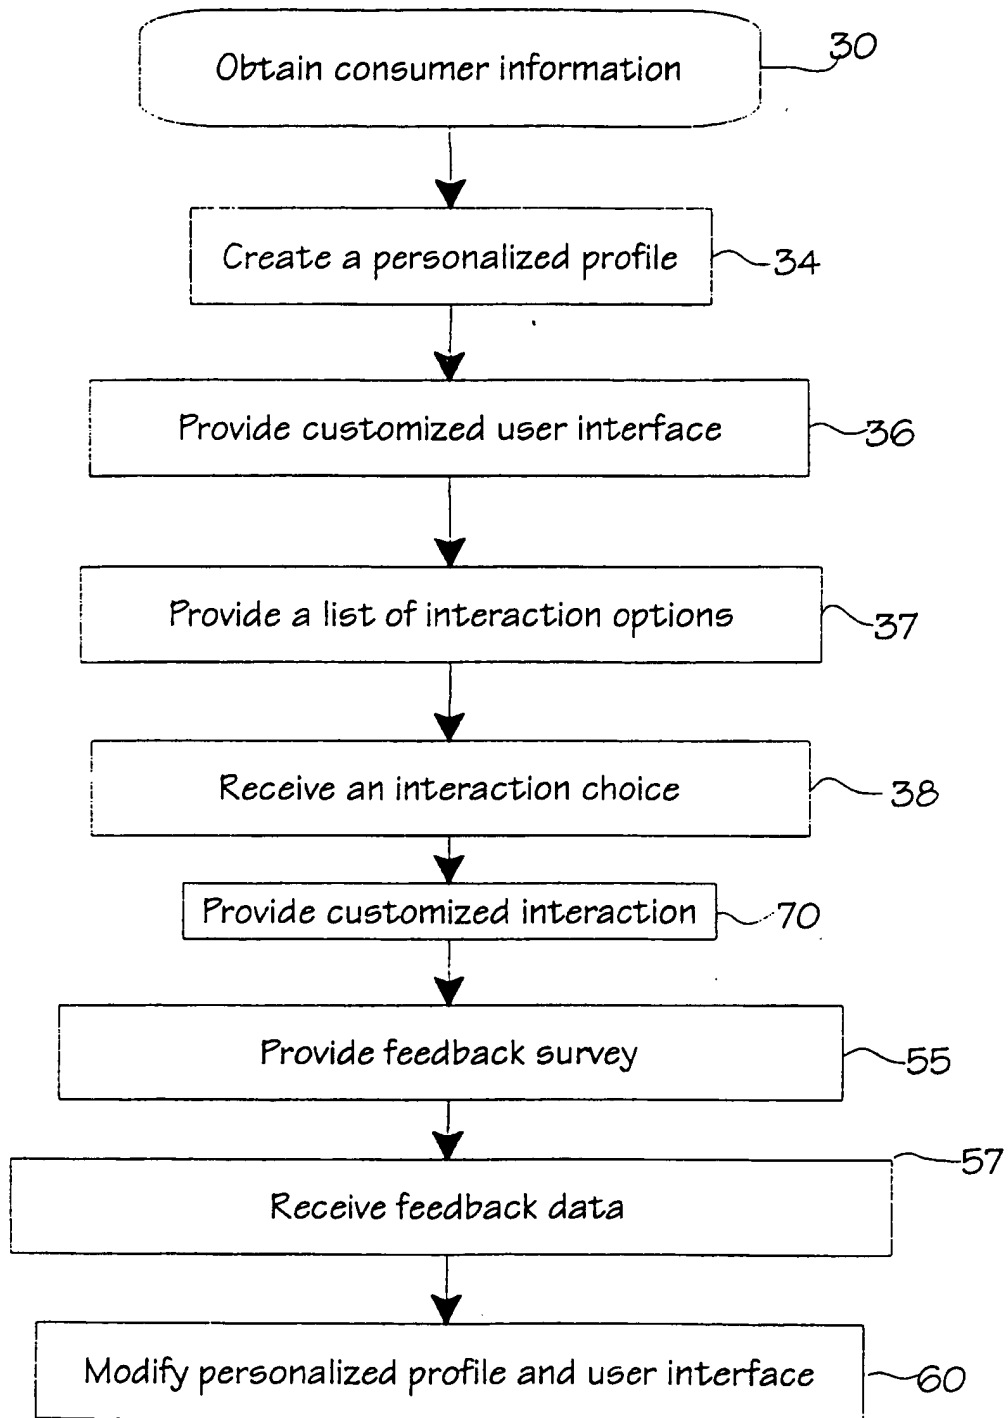 Obtain consumer information
30
Create a personalized profile
34
Provide customized user interface
36
Provide a list of interaction options
37
Receive an interaction choice
38
Provide customized interaction
70
Provide feedback survey
55
57
Receive feedback data
Modify personalized profile and user interface
60